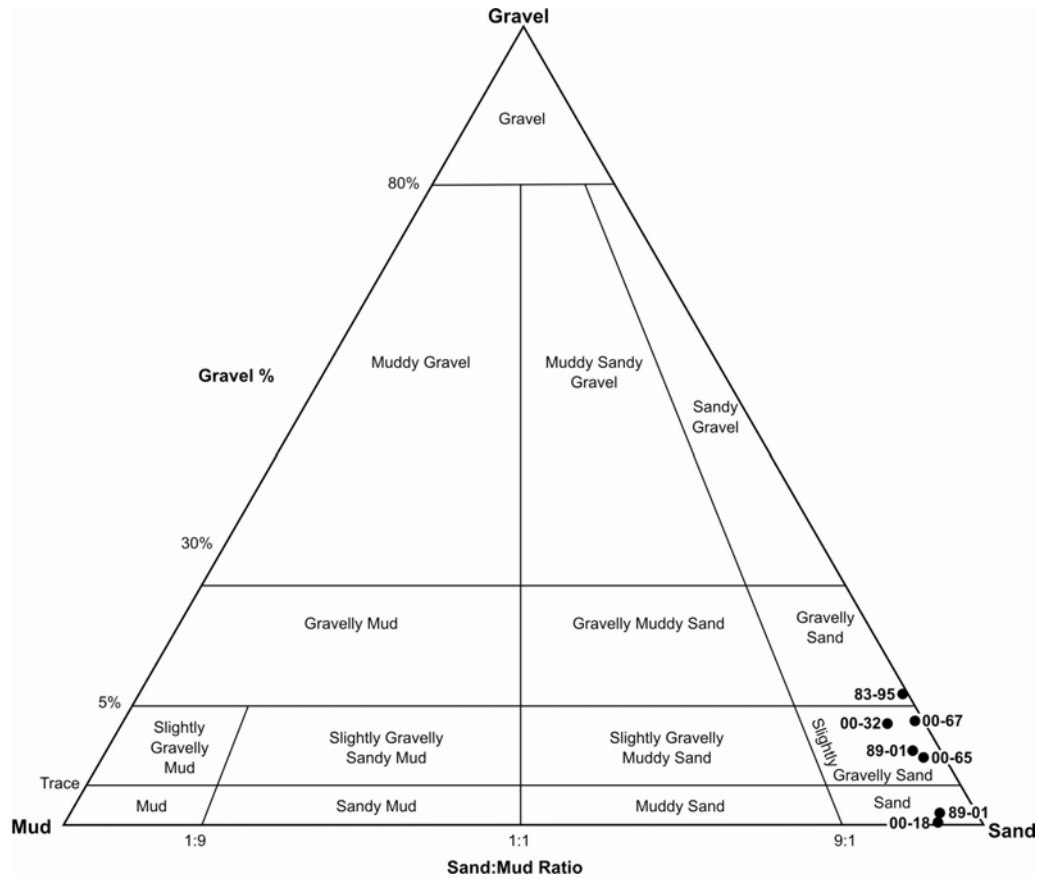 Gravel
Gravel
80%
Muddy Gravel
Muddy Sandy
Gravel
Gravel %
Sandy
Gravel
30%
Gravelly Mud
Gravelly Muddy Sand
Gravelly
Sand
83-95
5%
00-32
00-67
Slightly
Gravelly
Mud
Slightly Gravelly
Sandy Mud
Slightly Gravelly
Muddy Sand
Slightly
89-01
00-65
Gravelly Sand
Trace
Mud
Sandy Mud
Muddy Sand
Sand
89-01
00-18
Mud
Sand
1:9
1:1
9:1
Sand:Mud Ratio